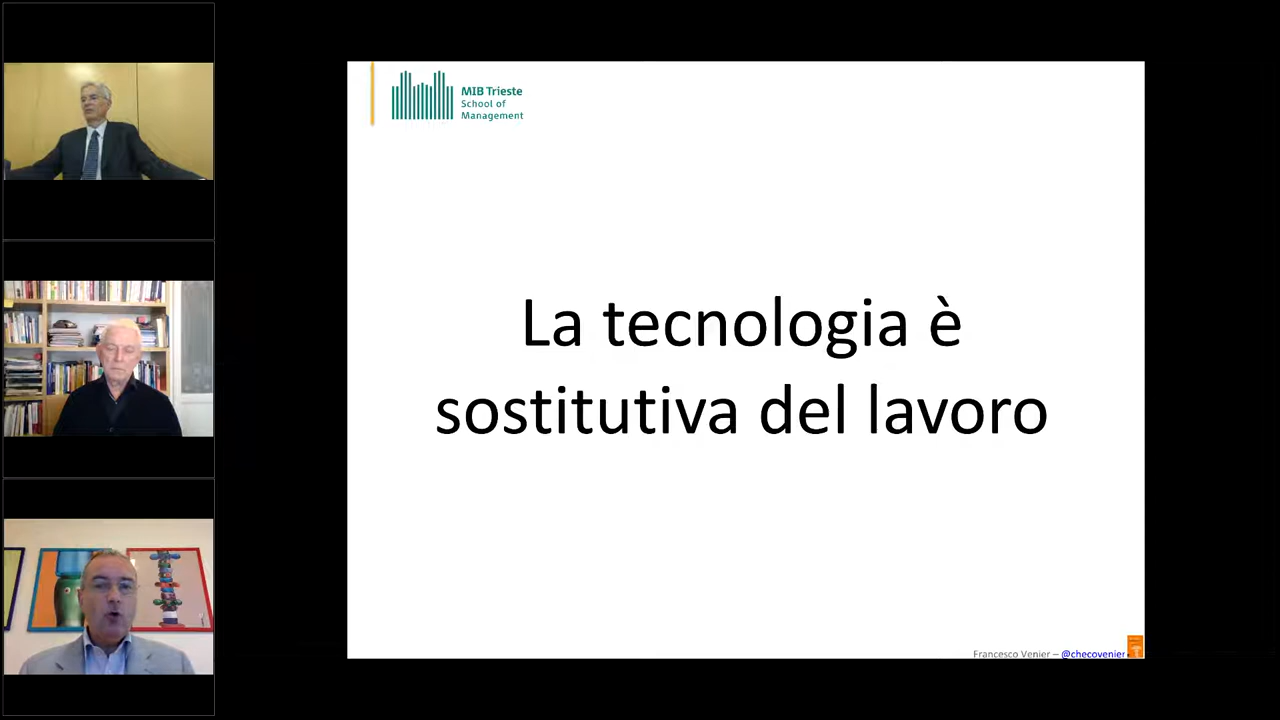 MIB Trieste
School of
Management
La tecnologia è
sostitutiva del lavoro
Francesco Venier – @checovenier